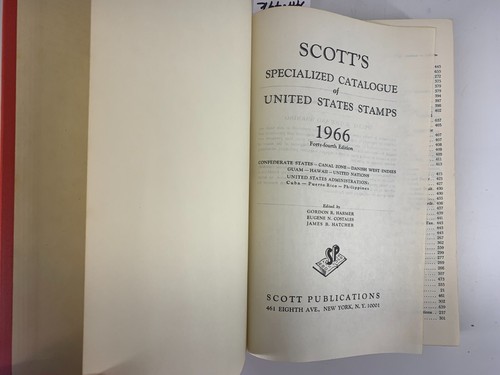 SCOTT'S
SPECIALIZED CATALOGUE
of
UNITED STATES STAMPS
1966
Forty-fourth Edition
CONFEDERATE STATES — CANAL ZONE — DANISH WEST INDIES
GUAM — HAWAII — UNITED NATIONS
UNITED STATES ADMINISTRATION:
Cuba — Puerto Rico — Philippines
Edited by
GORDON R. HARMER
EUGENE N. COSTALES
JAMES B. HATCHER
SP
SCOTT PUBLICATIONS
461 EIGHTH AVE., NEW YORK, N. Y. 10001